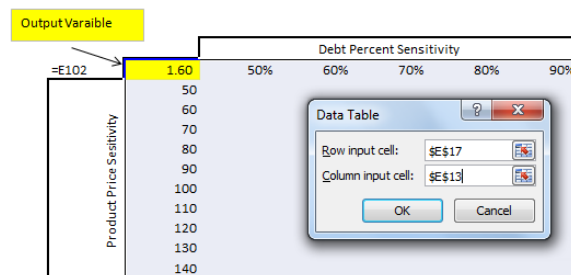 Output Varaible
Debt Percent Sensitivity
=E102 1.60 50% 60% 70% 80% 90%
Product Price Sesitivity
50
60
70
80
90
100
110
120
130
140
Data Table
?
X
Row input cell: $E$17
Column input cell: $E$13
OK Cancel